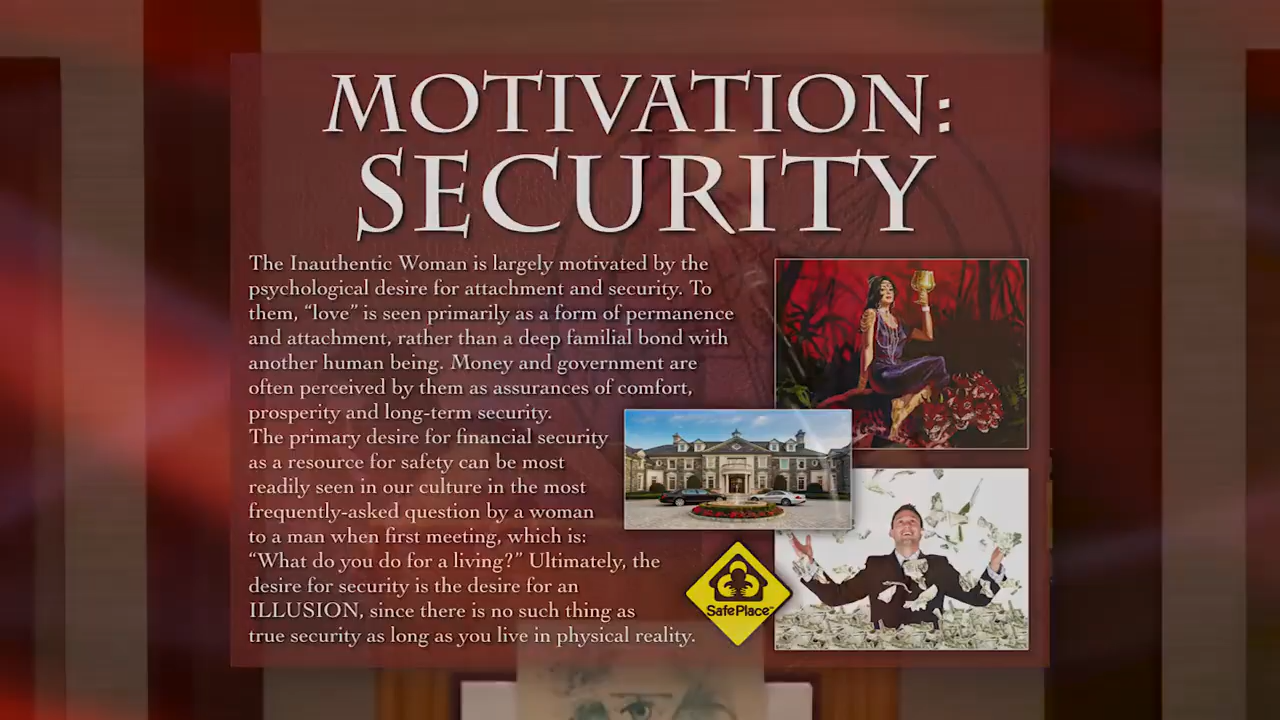 MOTIVATION:
SECURITY
The Inauthentic Woman is largely motivated by the
psychological desire for attachment and security. To
them, “love” is seen primarily as a form of permanence
and attachment, rather than a deep familial bond with
another human being. Money and government are
often perceived by them as assurances of comfort,
prosperity and long-term security.
The primary desire for financial security
as a resource for safety can be most
readily seen in our culture in the most
frequently-asked question by a woman
to a man when first meeting, which is:
“What do you do for a living?” Ultimately, the
desire for security is the desire for an
ILLUSION, since there is no such thing as
true security as long as you live in physical reality.
Safe Place™